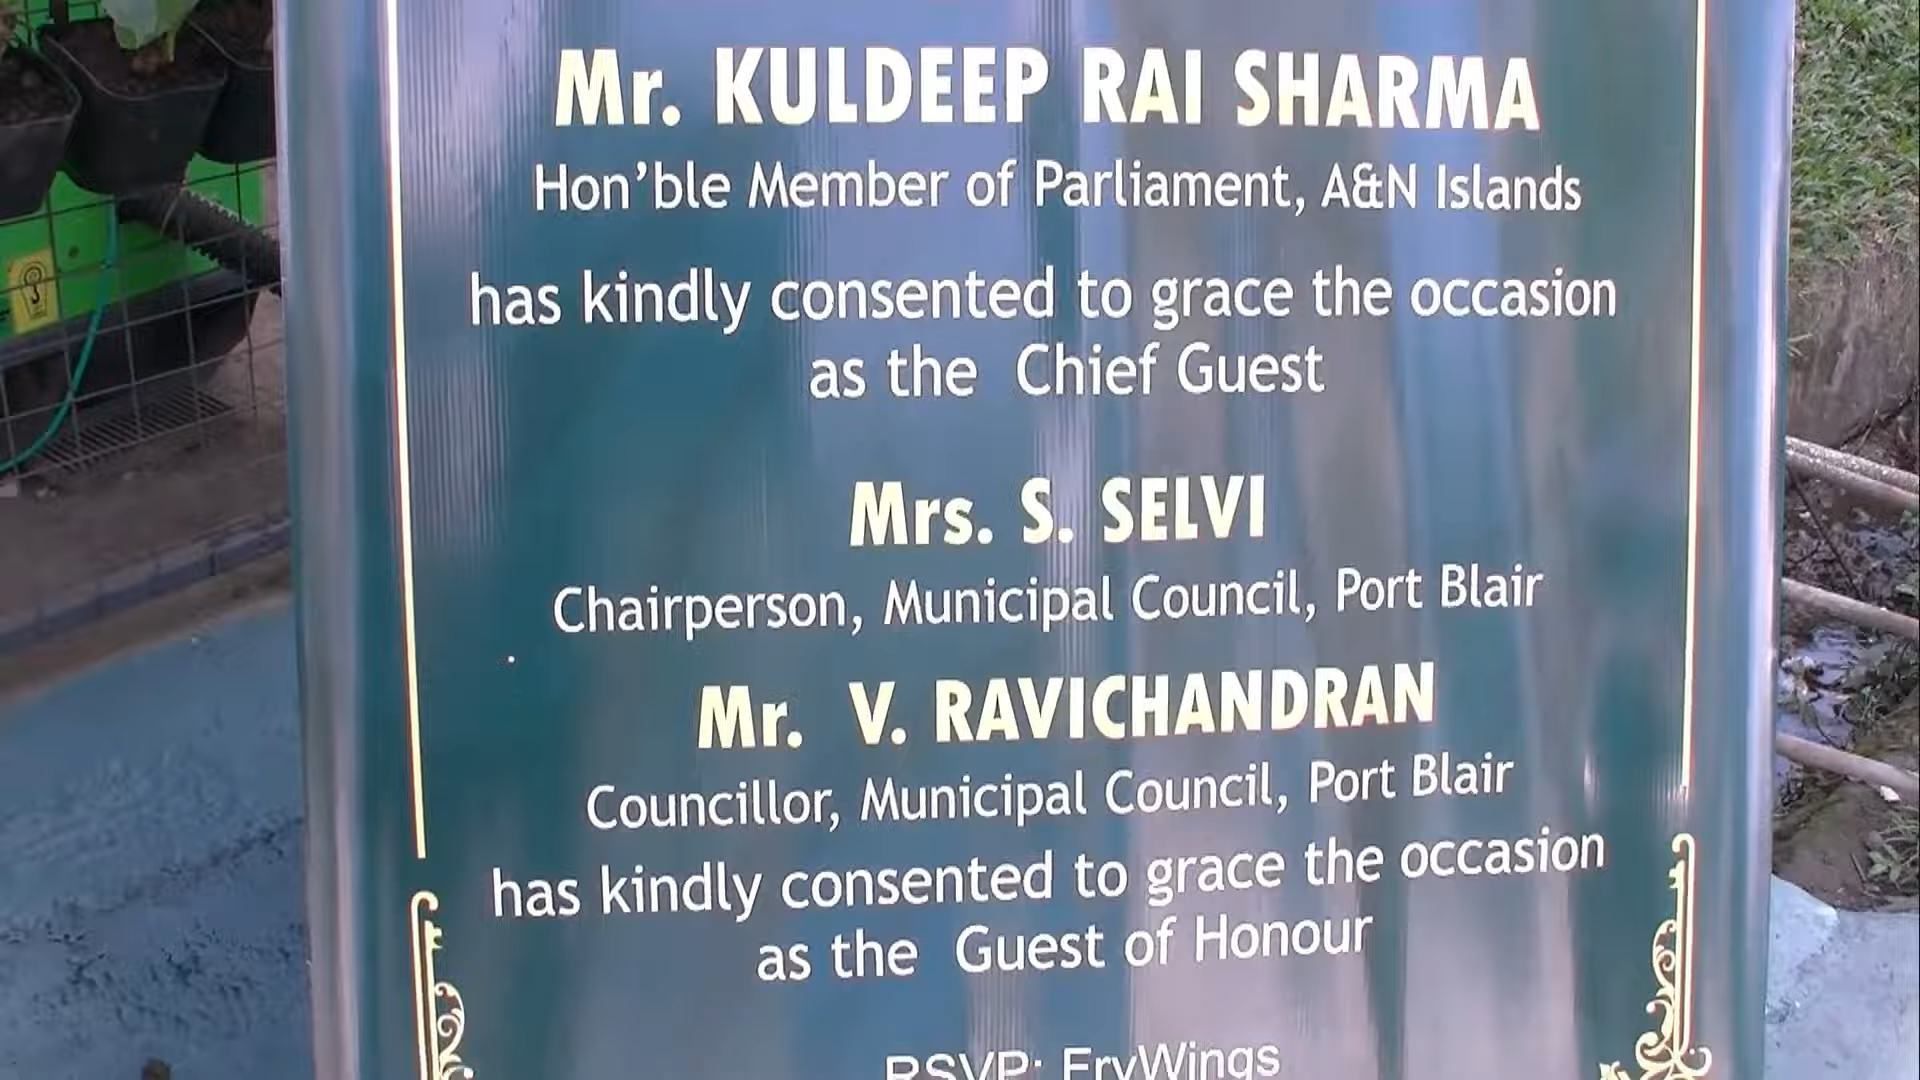 Mr. KULDEEP RAI SHARMA
Hon'ble Member of Parliament, A&N Islands
has kindly consented to grace the occasion
as the Chief Guest
Mrs. S. SELVI
Chairperson, Municipal Council, Port Blair
Mr. V. RAVICHANDRAN
Councillor, Municipal Council, Port Blair
has kindly consented to grace the occasion
as the Guest of Honour
RSVP: FryWings